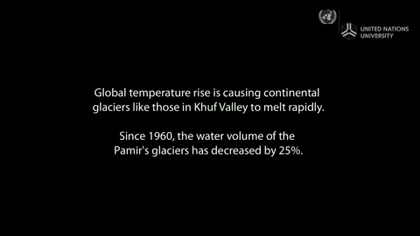 UNITED NATIONS
UNIVERSITY
Global temperature rise is causing continental
glaciers like those in Khuf Valley to melt rapidly.
Since 1960, the water volume of the
Pamir's glaciers has decreased by 25%.